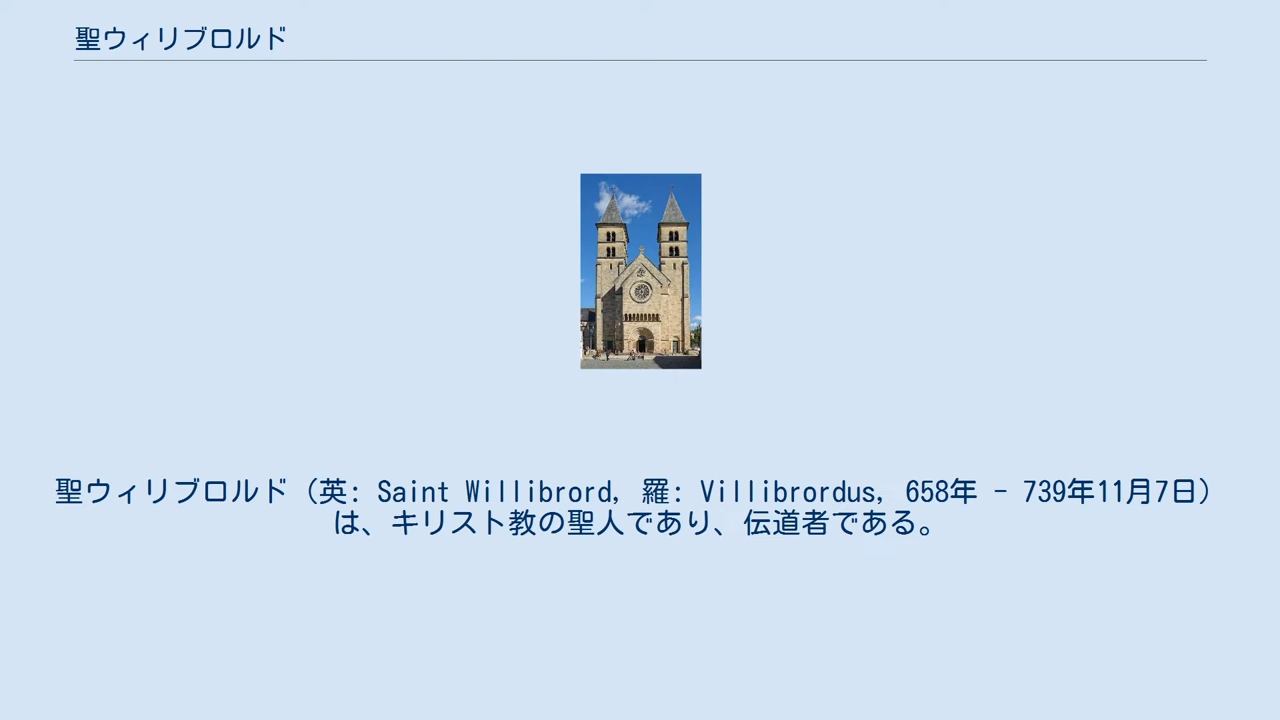 聖ウィリブロルド
聖ウィリブロルド（英: Saint Willibrord, 羅: Villibrordus, 658年 - 739年11月7日）
は、キリスト教の聖人であり、伝道者である。